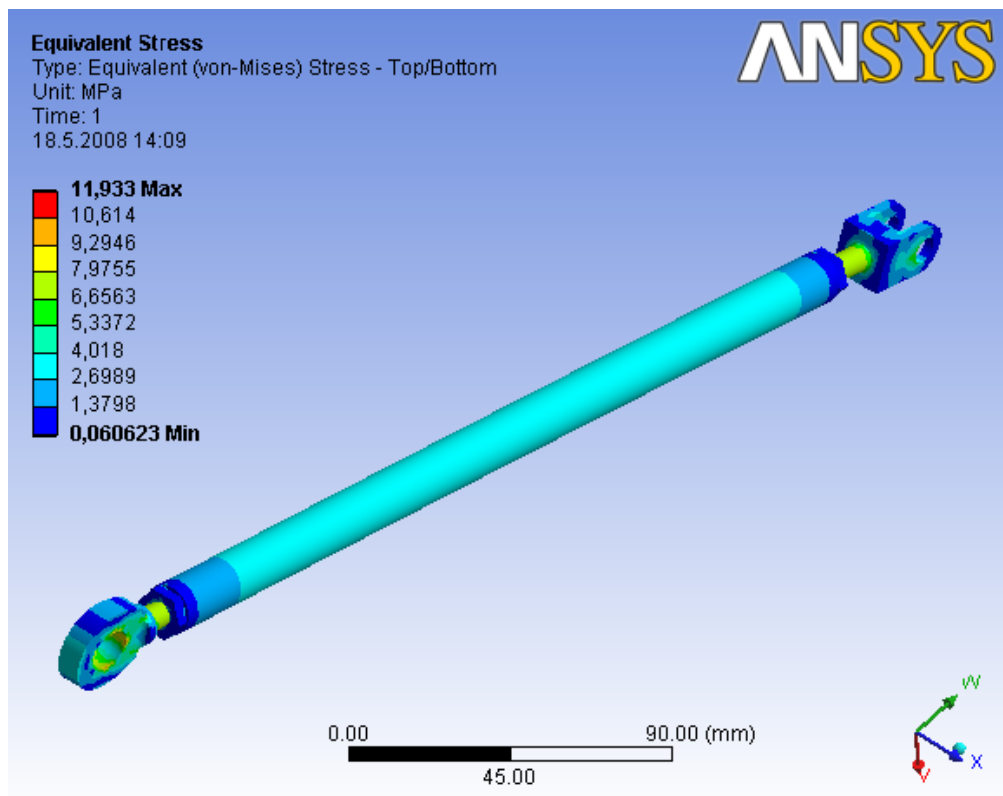 Equivalent Stress
Type: Equivalent (von-Mises) Stress - Top/Bottom
Unit: MPa
Time: 1
18.5.2008 14:09
ANSYS
11,933 Max
10,614
9,2946
7,9755
6,6563
5,3372
4,018
2,6989
1,3798
0,060623 Min
0.00 90.00 (mm)
45.00
W
X
V